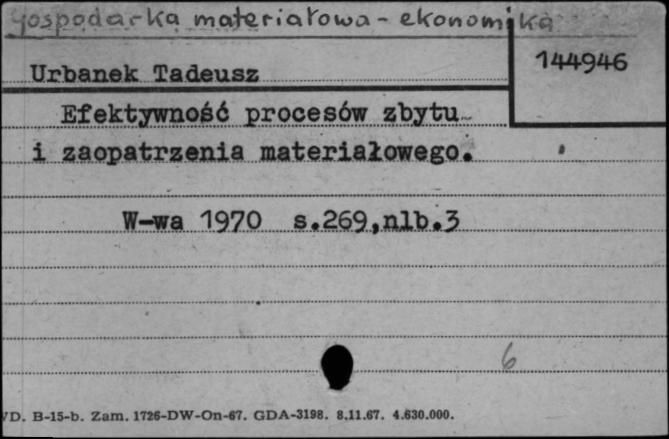 Gospodarka materiałowa - ekonomika
144946
Urbanek Tadeusz
Efektywność procesów zbytu
i zaopatrzenia materiałowego.
W-wa 1970 s.269,nlb.3
6
VD. B-15-b. Zam. 1726-DW-On-67. GDA-3198. 8.11.67. 4.630.000.